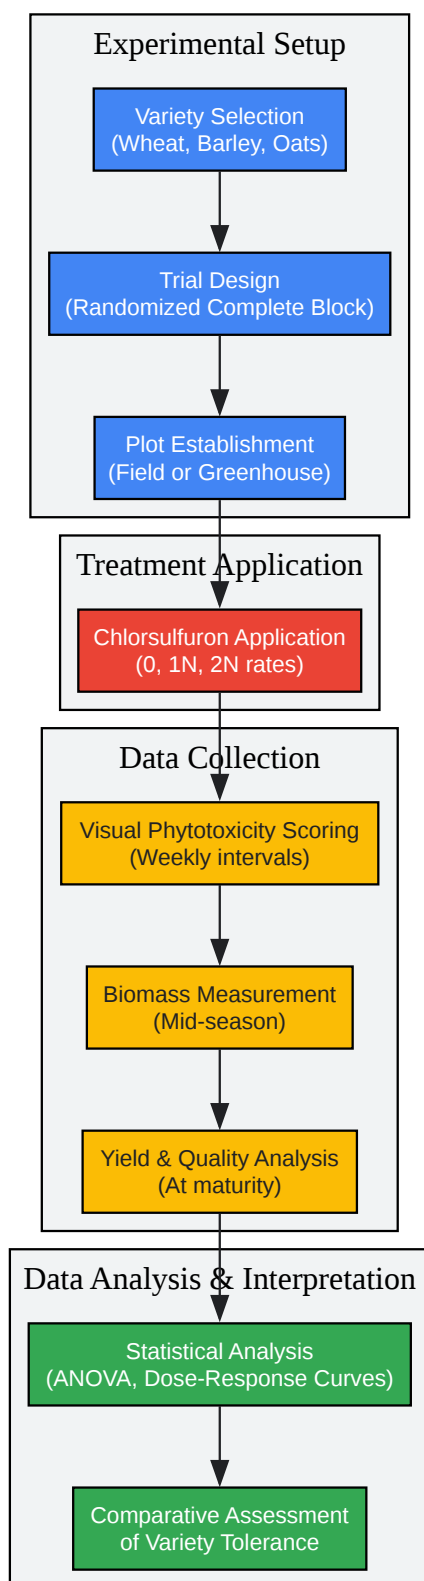 Experimental Setup
Variety Selection
(Wheat, Barley, Oats)
Trial Design
(Randomized Complete Block)
Plot Establishment
(Field or Greenhouse)
Treatment Application
Chlorsulfuron Application
(0, 1N, 2N rates)
Data Collection
Visual Phytotoxicity Scoring
(Weekly intervals)
Biomass Measurement
(Mid-season)
Yield & Quality Analysis
(At maturity)
Data Analysis & Interpretation
Statistical Analysis
(ANOVA, Dose-Response Curves)
Comparative Assessment
of Variety Tolerance